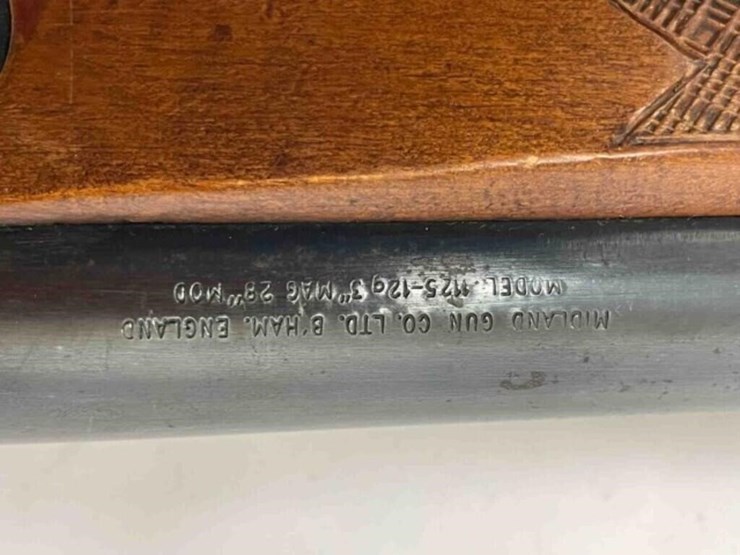 MIDLAND GUN CO. LTD. B'HAM. ENGLAND
MODEL. 1125-12g 3" MAG 28" MOD